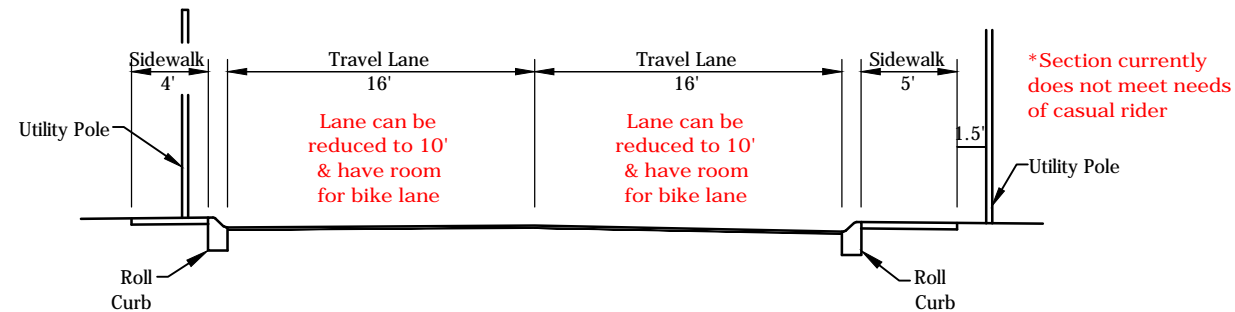 Sidewalk
4'
Travel Lane
16'
Travel Lane
16'
Sidewalk
5'
*Section currently
does not meet needs
of casual rider
1.5'
Utility Pole
Lane can be
reduced to 10'
& have room
for bike lane
Lane can be
reduced to 10'
& have room
for bike lane
Utility Pole
Roll
Curb
Roll
Curb